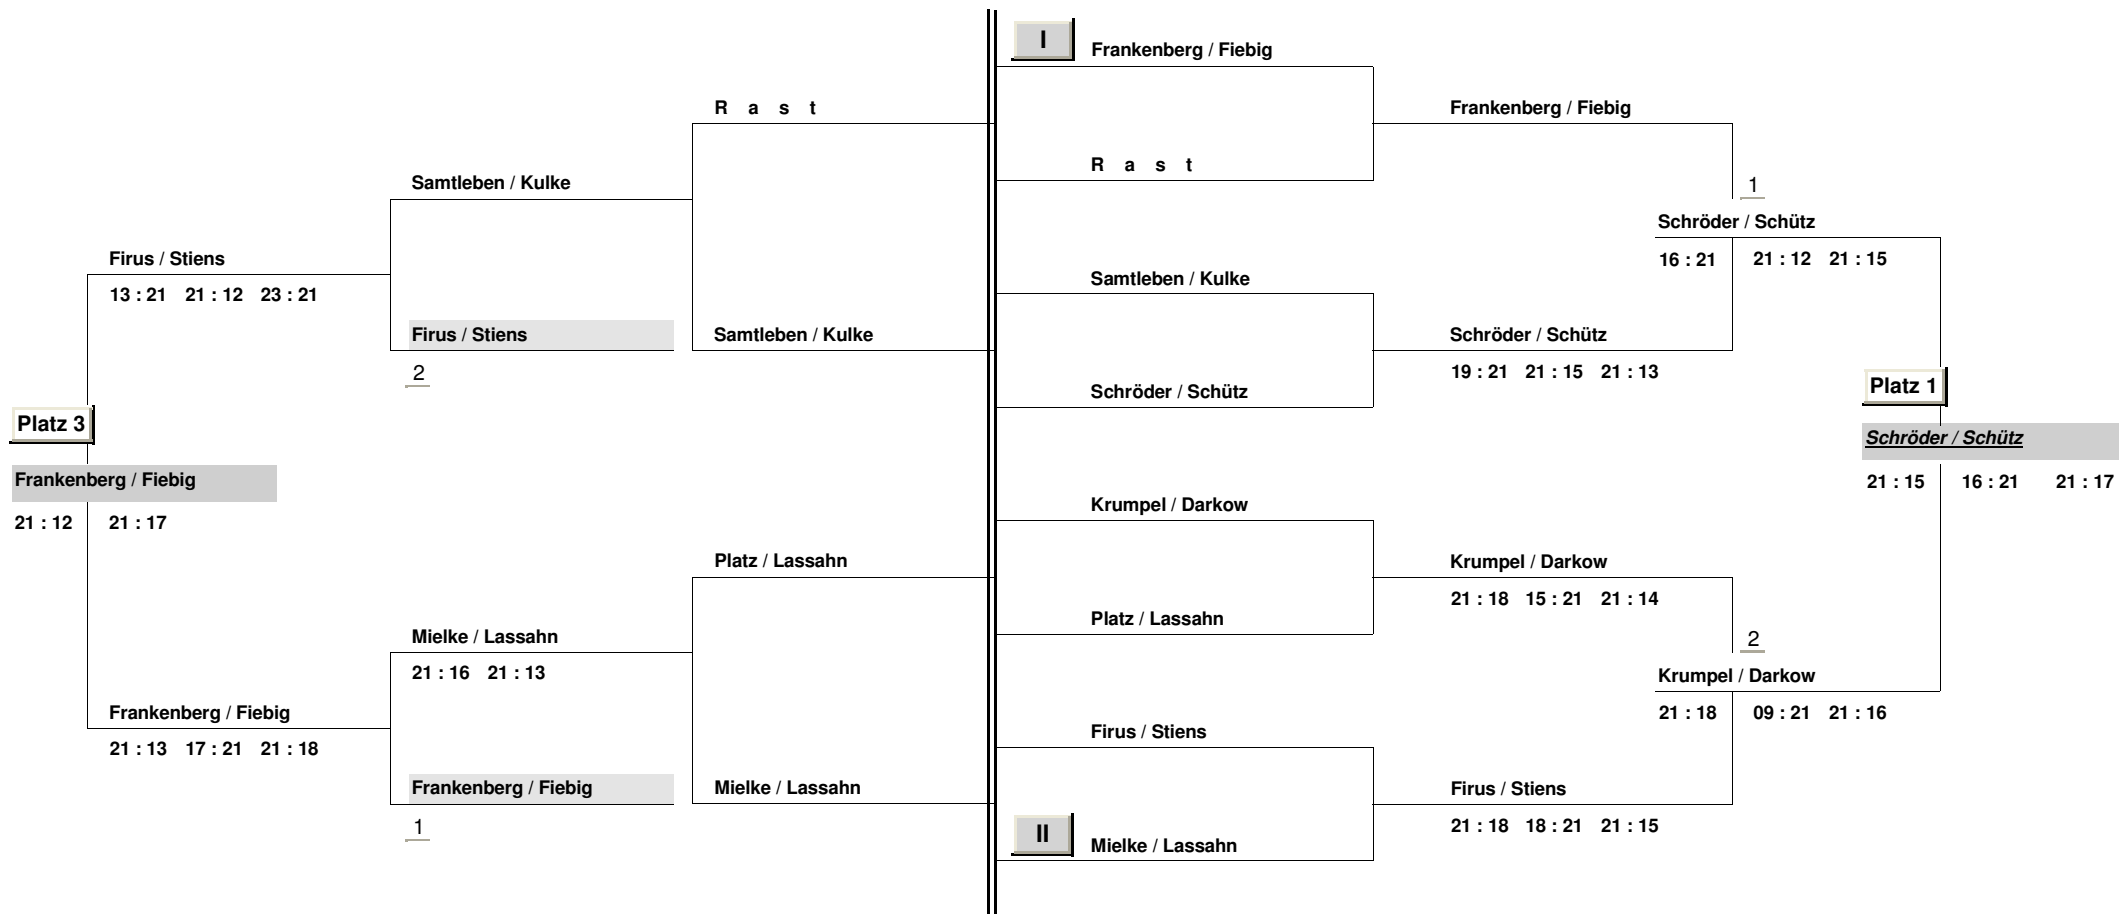 I
Frankenberg / Fiebig
R a s t
Frankenberg / Fiebig
R a s t
Samtleben / Kulke
1
Schröder / Schütz
Firus / Stiens
16 : 21 21 : 12 21 : 15
Samtleben / Kulke
13 : 21 21 : 12 23 : 21
Firus / Stiens
Samtleben / Kulke
Schröder / Schütz
2
19 : 21 21 : 15 21 : 13
Schröder / Schütz
Platz 1
Platz 3
Schröder / Schütz
Frankenberg / Fiebig
21 : 15 16 : 21 21 : 17
21 : 12 21 : 17
Krumpel / Darkow
Platz / Lassahn
Krumpel / Darkow
21 : 18 15 : 21 21 : 14
Platz / Lassahn
Mielke / Lassahn
2
21 : 16 21 : 13
Krumpel / Darkow
Frankenberg / Fiebig
21 : 18 09 : 21 21 : 16
Firus / Stiens
21 : 13 17 : 21 21 : 18
Frankenberg / Fiebig
Mielke / Lassahn
Firus / Stiens
1
21 : 18 18 : 21 21 : 15
II
Mielke / Lassahn